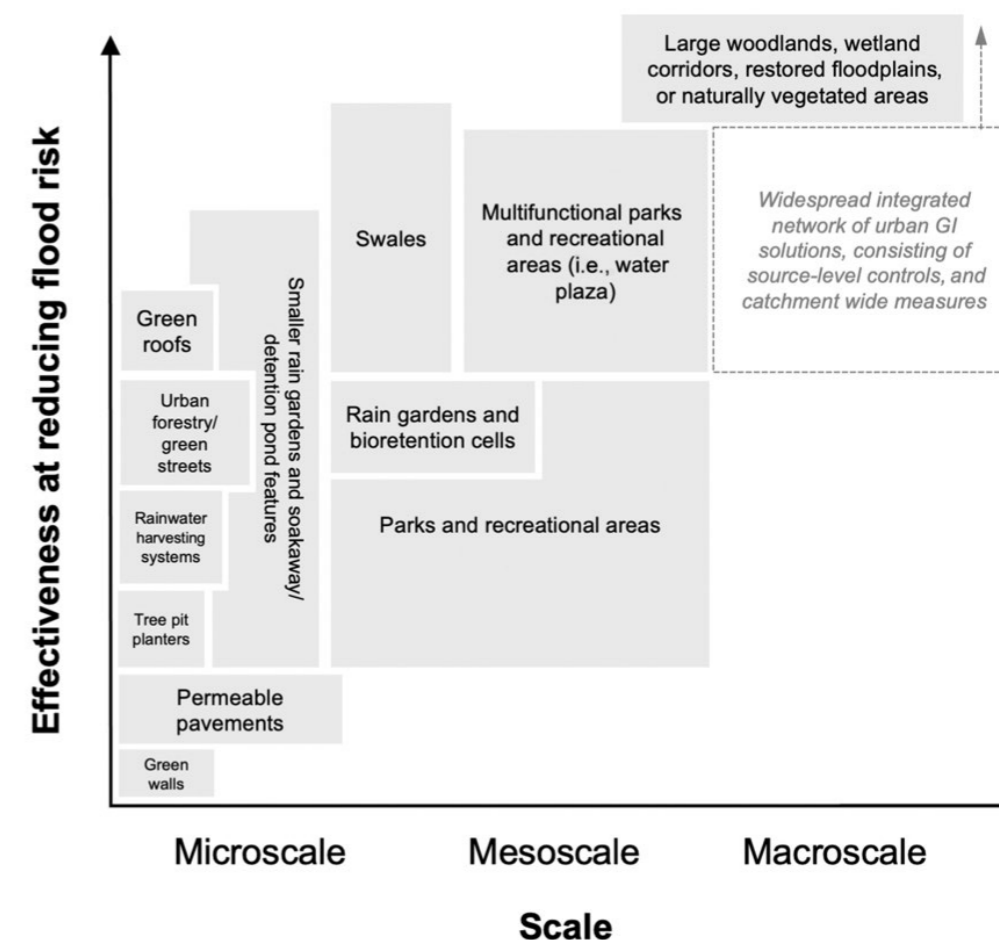 Effectiveness at reducing flood risk
Large woodlands, wetland
corridors, restored floodplains,
or naturally vegetated areas
Widespread integrated
network of urban GI
solutions, consisting of
source-level controls, and
catchment wide measures
Multifunctional parks
and recreational
areas (i.e., water
plaza)
Swales
Smaller rain gardens and soakaway/
detention pond features
Green
roofs
Urban
forestry/
green
streets
Rain gardens and
bioretention cells
Rainwater
harvesting
systems
Parks and recreational areas
Tree pit
planters
Permeable
pavements
Green
walls
Microscale
Mesoscale
Macroscale
Scale